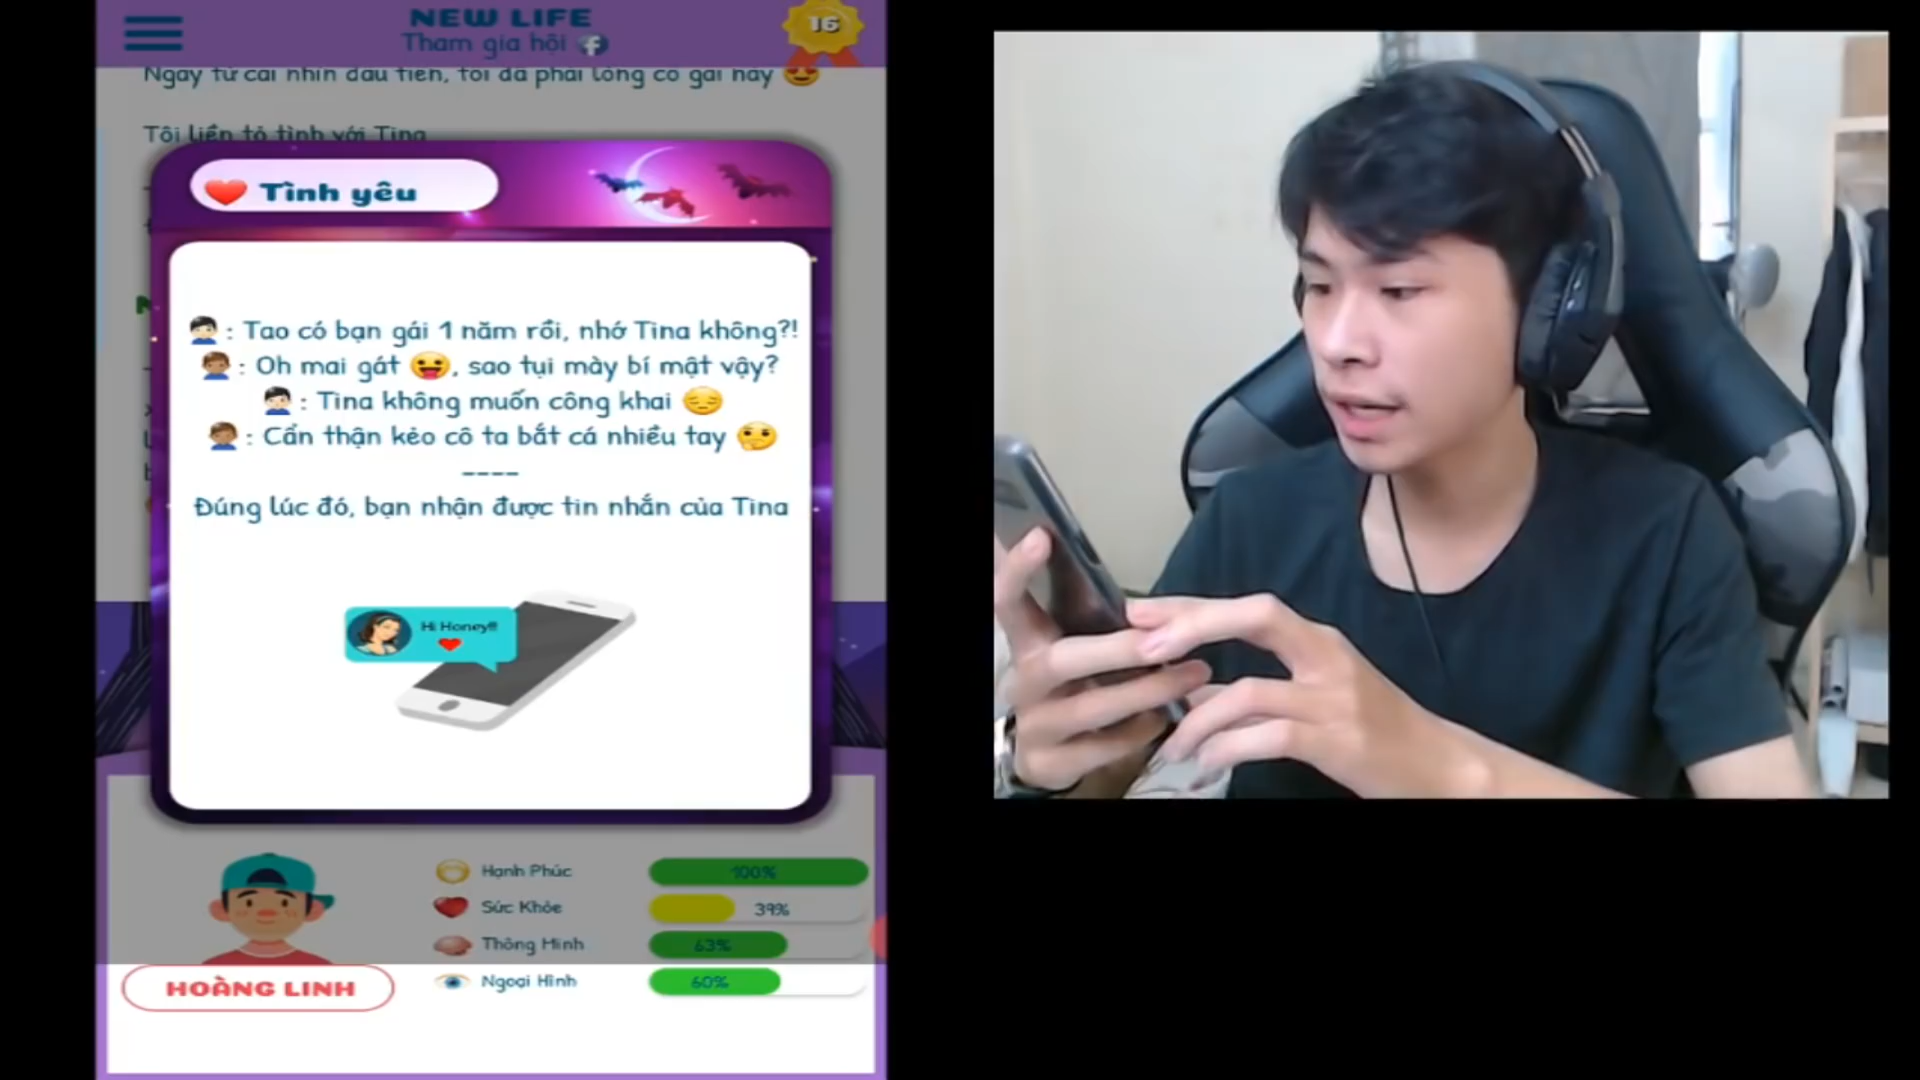 NEW LIFE
Tham gia hội
16
Ngay từ cái nhìn đầu tiên, tôi đã phải lòng cô gái này 😍
Tôi liền tỏ tình với Tina
❤️ Tình yêu
: Tao có bạn gái 1 năm rồi, nhớ Tina không?!
: Oh mai gát 😛, sao tụi mày bí mật vậy?
: Tina không muốn công khai 😔
: Cẩn thận kẻo cô ta bắt cá nhiều tay 🤔
----
Đúng lúc đó, bạn nhận được tin nhắn của Tina
Hi Honey!!
Hạnh Phúc 100%
Sức Khỏe 39%
Thông Minh 63%
Ngoại Hình 60%
HOÀNG LINH